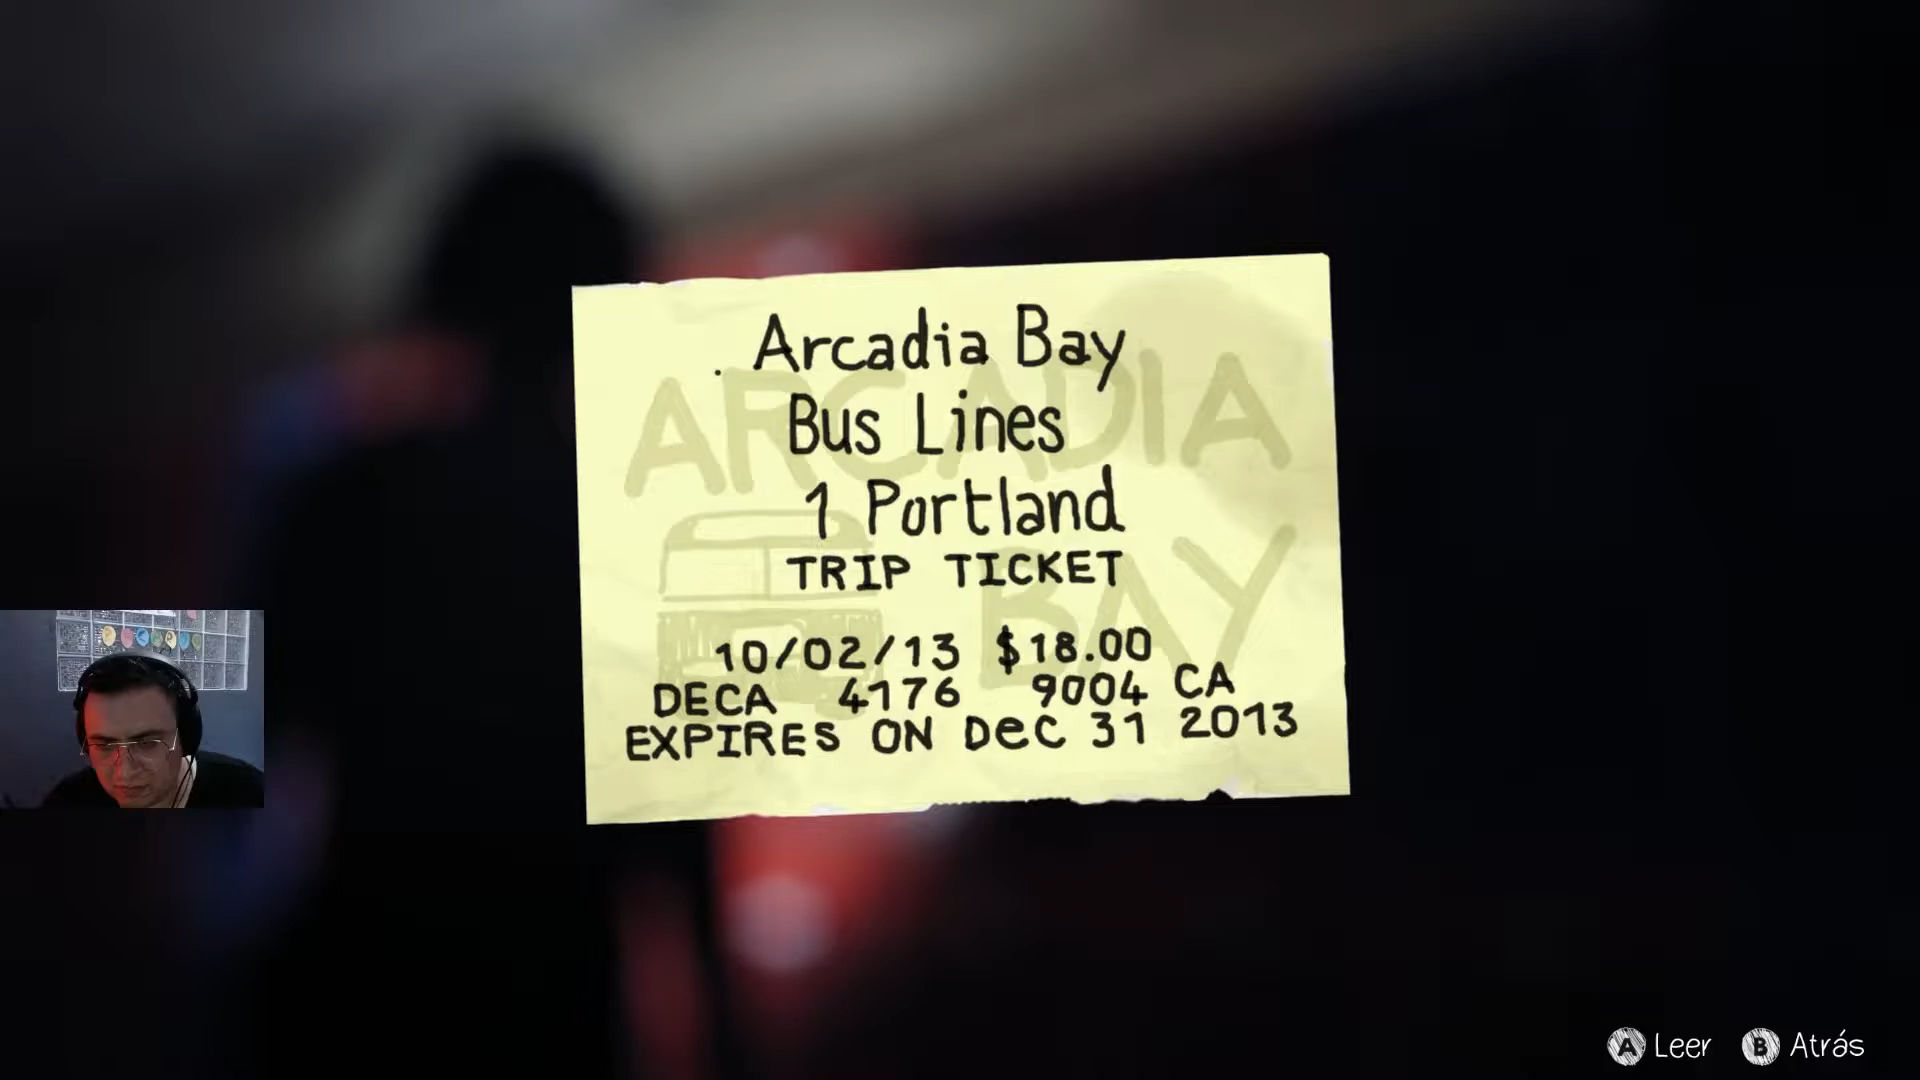 Arcadia Bay
Bus Lines
1 Portland
TRIP TICKET
10/02/13 $18.00
DECA 4176 9004 CA
EXPIRES ON DeC 31 2013
ARCADIA
BAY
A Leer B Atrás